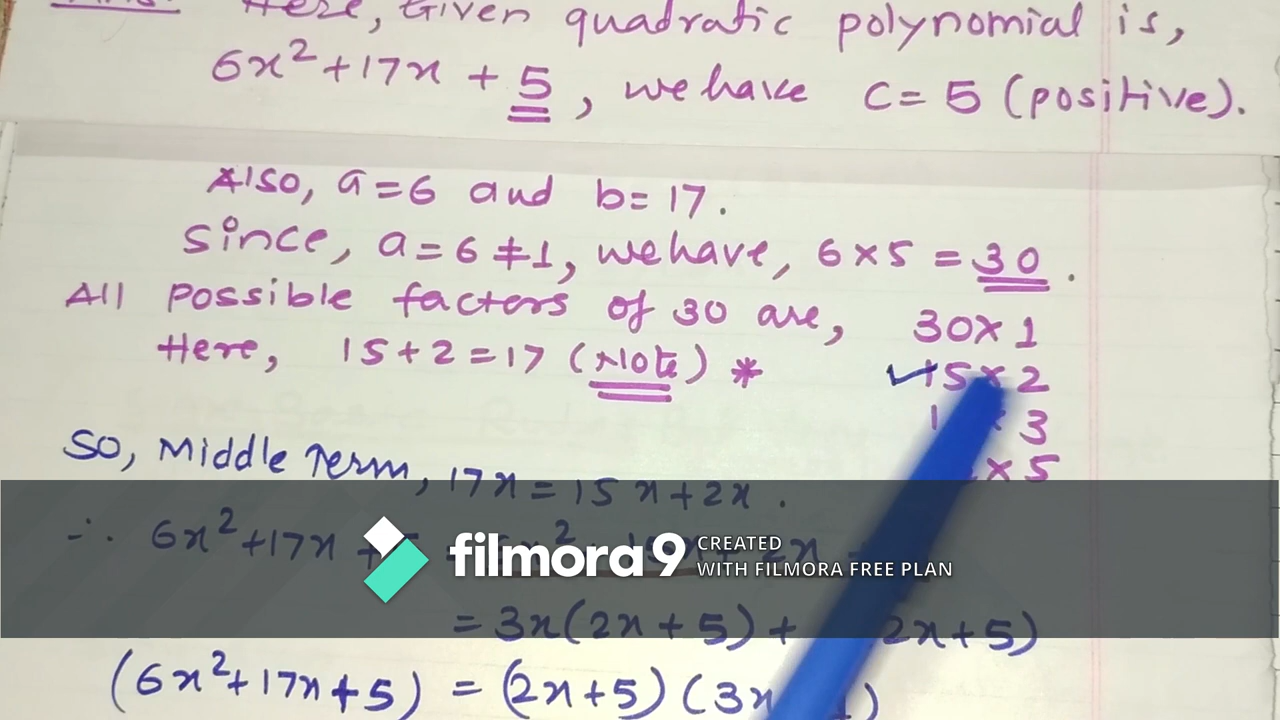 Here, Given quadratic polynomial is,
6x² + 17x + 5, we have c = 5 (positive).
Also, a = 6 and b = 17.
Since, a = 6 ≠ 1, we have, 6 × 5 = 30.
All possible factors of 30 are, 30 × 1
Here, 15 + 2 = 17 (Note) * ✓ 15 × 2
3
× 5
So, Middle Term, 17x = 15x + 2x.
∴ 6x² + 17x + = x² 15x + 2x
filmora9 CREATED
WITH FILMORA FREE PLAN
= 3x(2x + 5) + 2x + 5)
(6x² + 17x + 5) = (2x + 5) (3x )